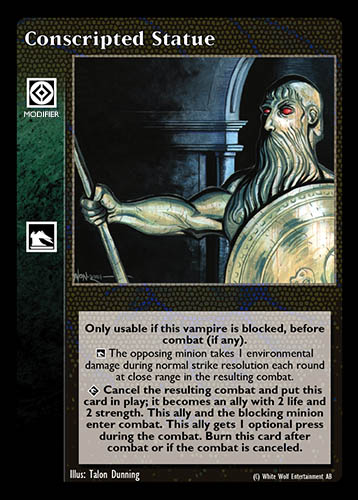 Conscripted Statue
MODIFIER
Only usable if this vampire is blocked, before
combat (if any).
The opposing minion takes 1 environmental
damage during normal strike resolution each round
at close range in the resulting combat.
Cancel the resulting combat and put this
card in play; it becomes an ally with 2 life and
2 strength. This ally and the blocking minion
enter combat. This ally gets 1 optional press
during the combat. Burn this card after
combat or if the combat is canceled.
Illus: Talon Dunning
(C) White Wolf Entertainment AB